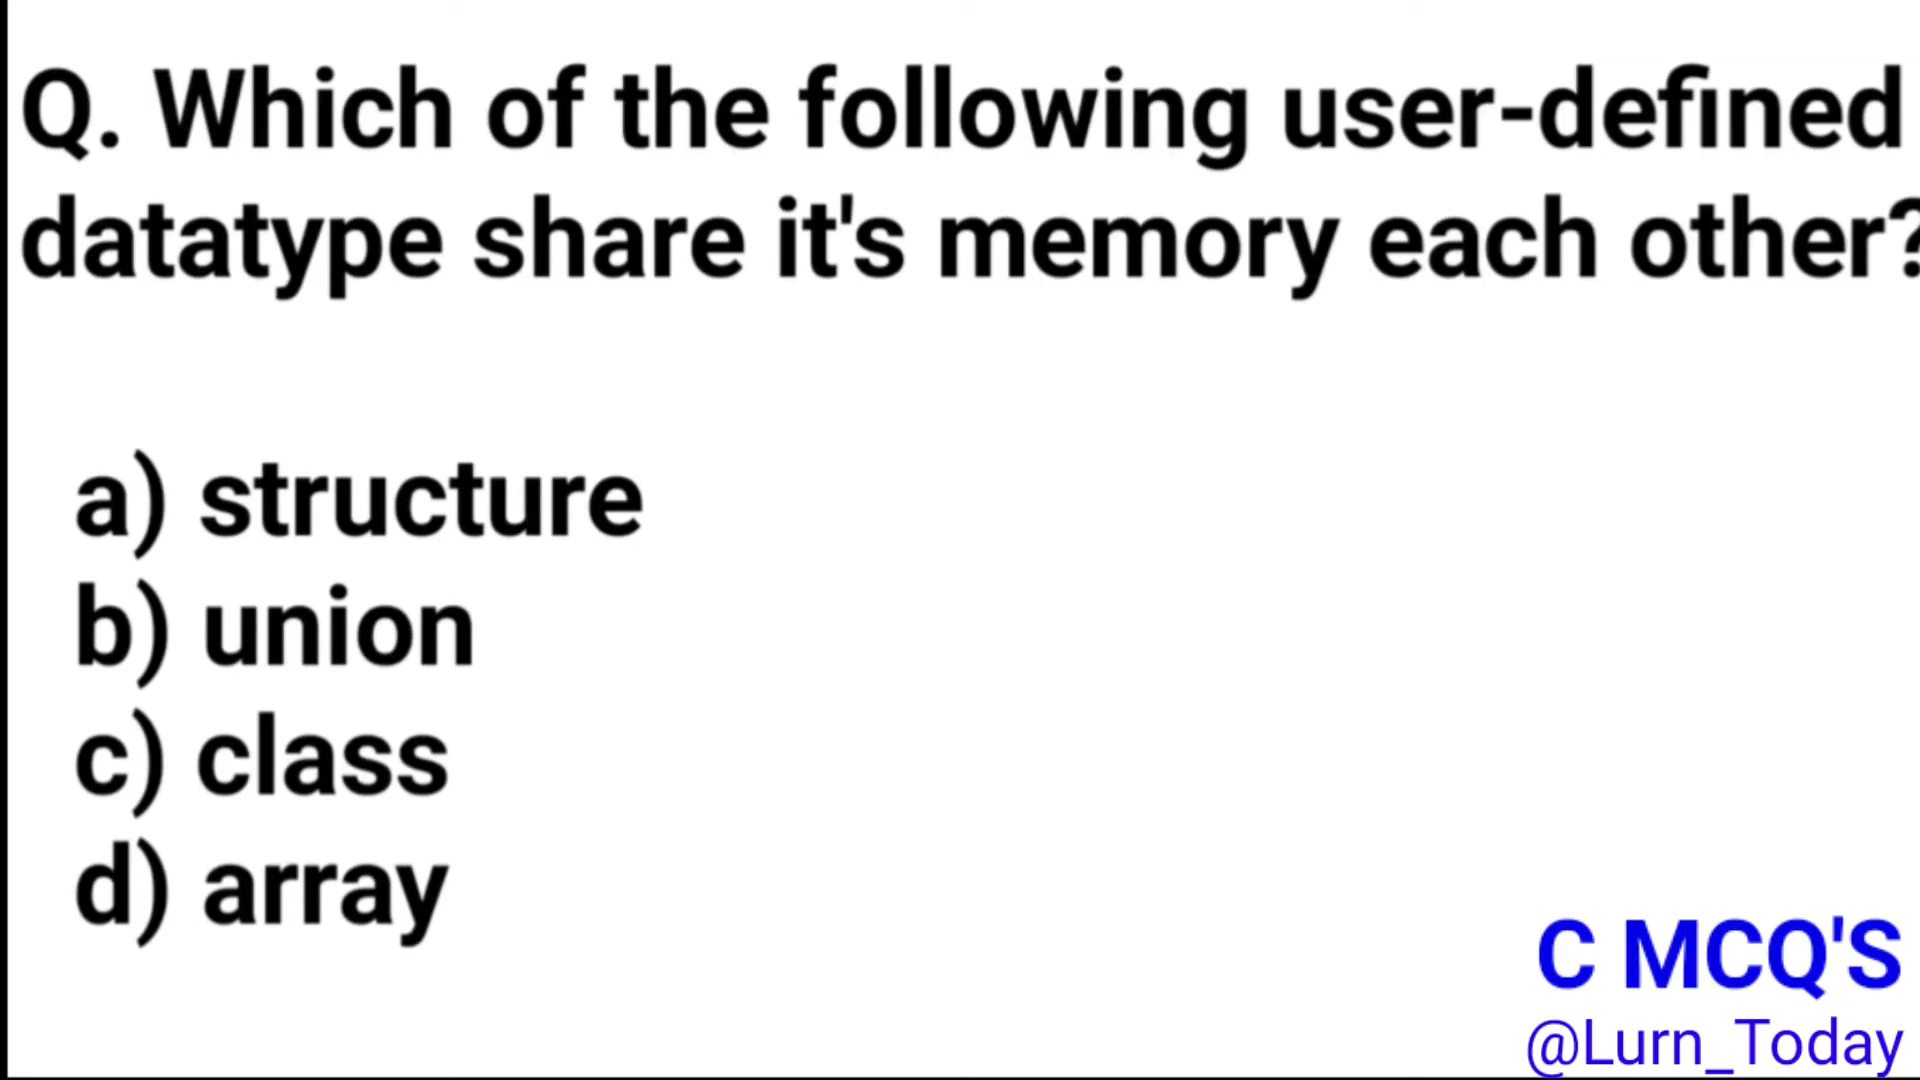 Q. Which of the following user-defined
datatype share it's memory each other?
a) structure
b) union
c) class
d) array
C MCQ'S
@Lurn_Today